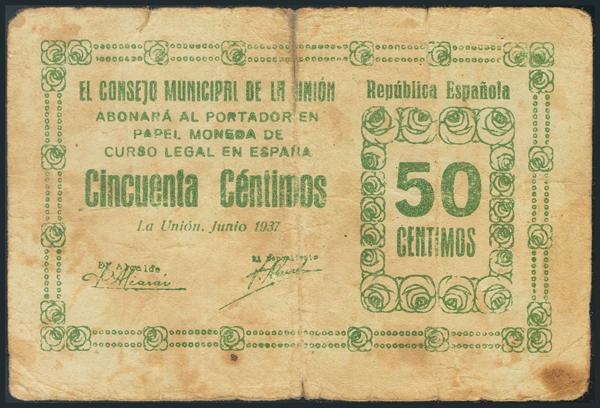 EL CONSEJO MUNICIPAL DE LA UNIÓN
ABONARÁ AL PORTADOR EN
PAPEL MONEDA DE
CURSO LEGAL EN ESPAÑA
Cincuenta Céntimos
La Unión, Junio 1937
El Alcalde
El Depositario
República Española
50
CENTIMOS